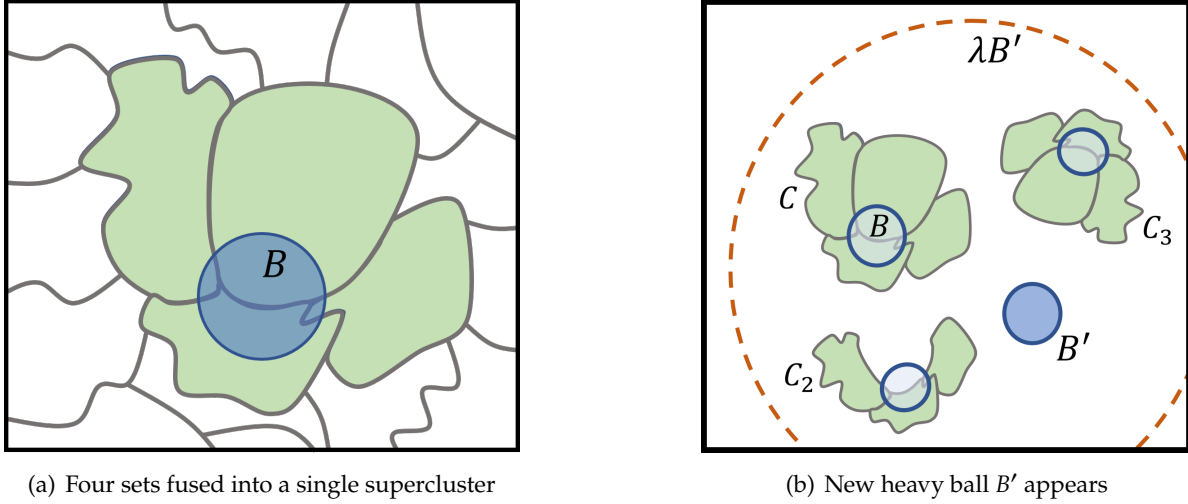 B
(a) Four sets fused into a single supercluster
λB′
C
B
C₃
B′
C₂
(b) New heavy ball B′ appears